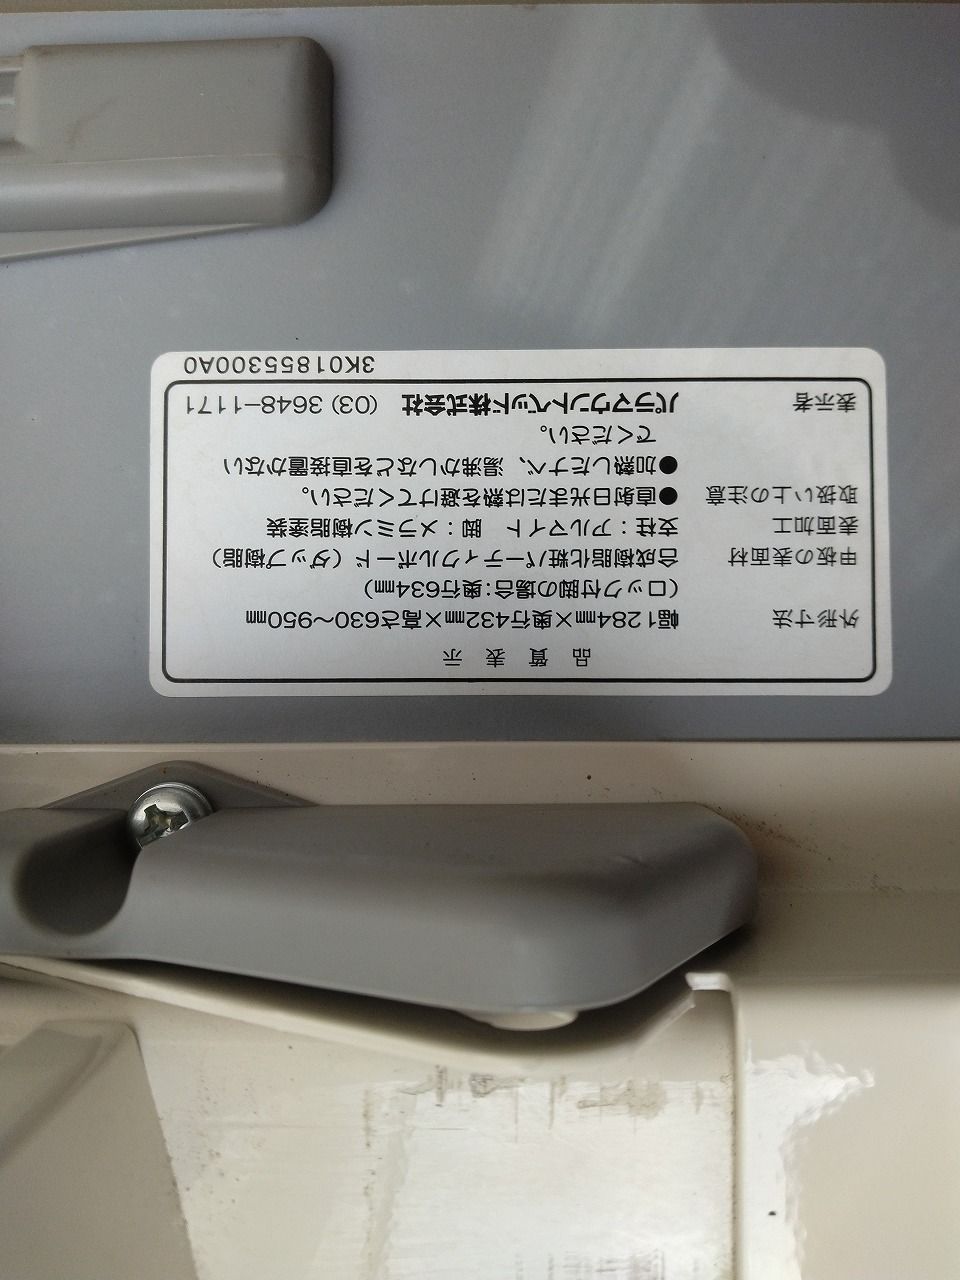 品 質 表 示
外形寸法 幅1284㎜×奥行432㎜×高さ630～950㎜
（ロック付脚の場合:奥行634㎜）
甲板の表面材 合成樹脂化粧パーティクルボード（ダップ樹脂）
表面加工 支柱：アルマイト 脚：メラミン樹脂塗装
取扱い上の注意 ●直射日光または熱を避けてください。
●加熱したナベ、湯沸かしなどを直接置かない
でください。
表示者 パラマウントベッド株式会社 （03）3648−1171
3K01855300A0